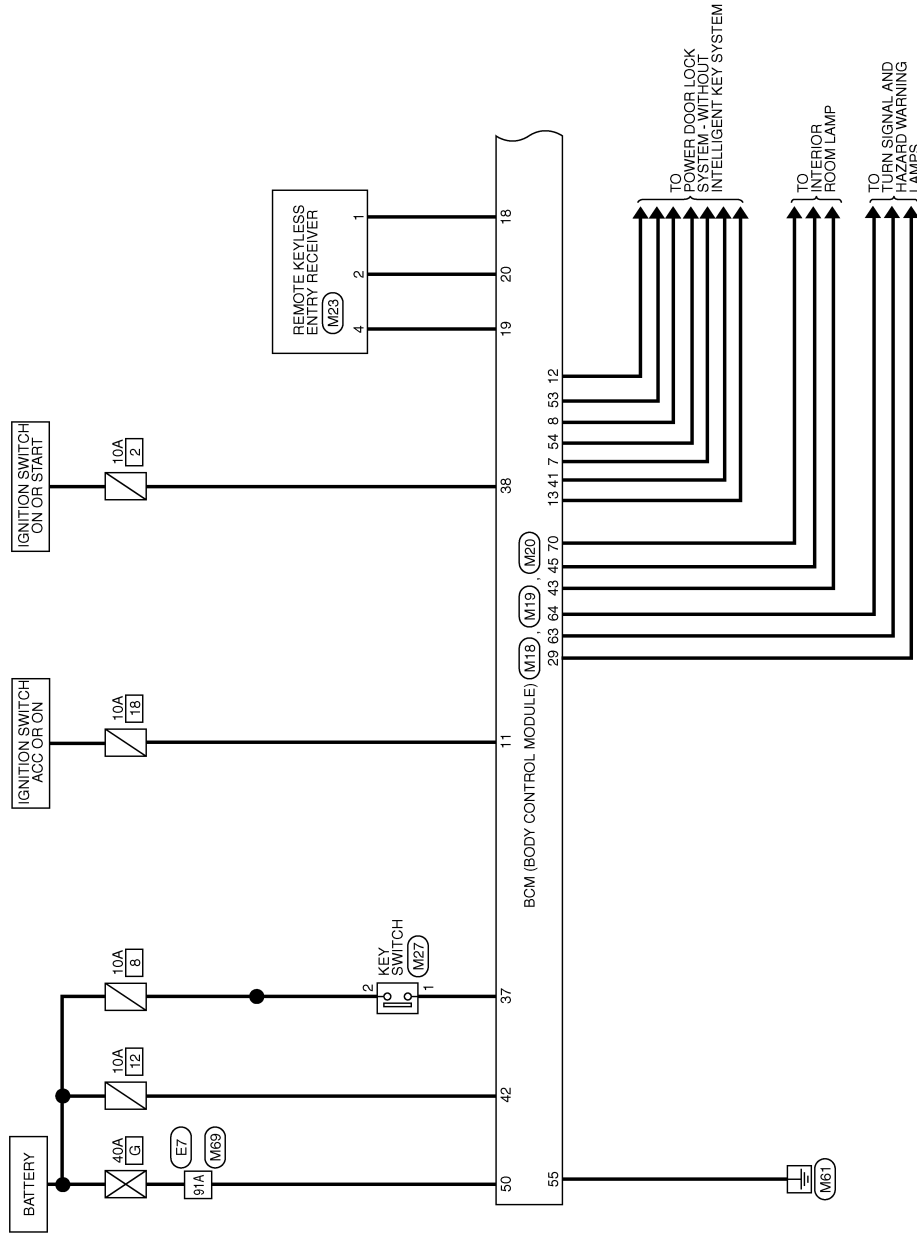 BATTERY
40A
G
E7
91A
M69
50
10A
12
42
10A
8
2
KEY
SWITCH
M27
1
37
IGNITION SWITCH
ACC OR ON
10A
18
11
IGNITION SWITCH
ON OR START
10A
2
38
REMOTE KEYLESS
ENTRY RECEIVER
M23
4
2
1
19
20
18
BCM (BODY CONTROL MODULE) M18 , M19 , M20
55
29
63
64
43
45
70
13
41
7
54
8
53
12
M61
TO
POWER DOOR LOCK
SYSTEM - WITHOUT
INTELLIGENT KEY SYSTEM
TO
INTERIOR
ROOM LAMP
TO
TURN SIGNAL AND
HAZARD WARNING
LAMPS